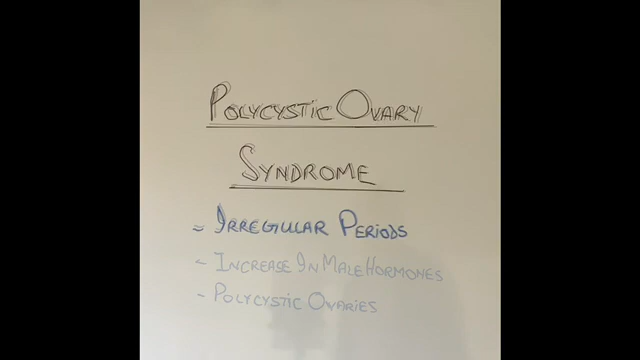 POLYCYSTIC OVARY
SYNDROME
~ IRREGULAR PERIODS
- INCREASE IN MALE HORMONES
- POLYCYSTIC OVARIES